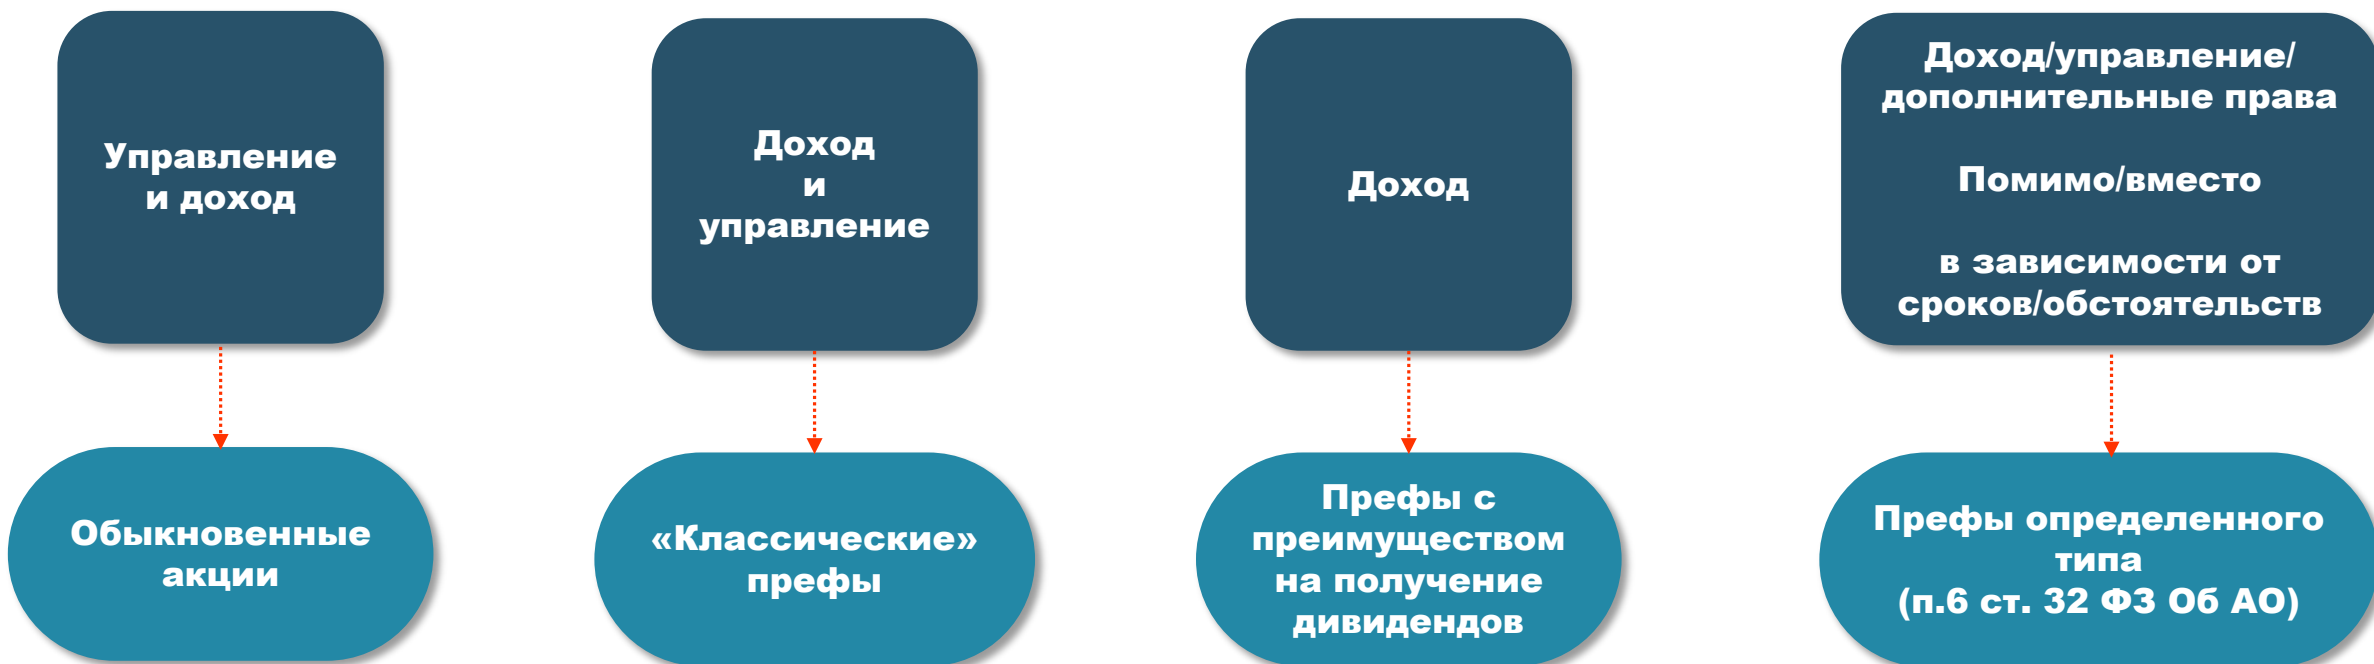 Управление
и доход
Доход
и
управление
Доход
Доход/управление/
дополнительные права
Помимо/вместо
в зависимости от
сроков/обстоятельств
Обыкновенные
акции
«Классические»
префы
Префы с
преимуществом
на получение
дивидендов
Префы определенного
типа
(п.6 ст. 32 ФЗ Об АО)